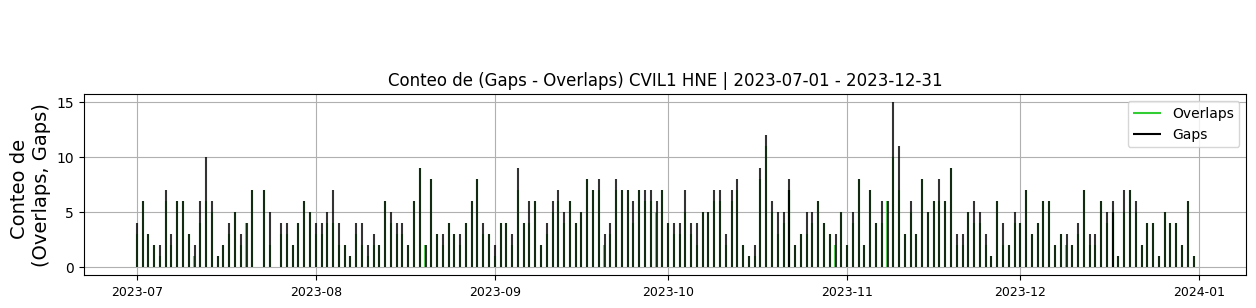 Conteo de (Gaps - Overlaps) CVIL1 HNE | 2023-07-01 - 2023-12-31
Conteo de
(Overlaps, Gaps)
15
10
5
0
Overlaps
Gaps
2023-07
2023-08
2023-09
2023-10
2023-11
2023-12
2024-01